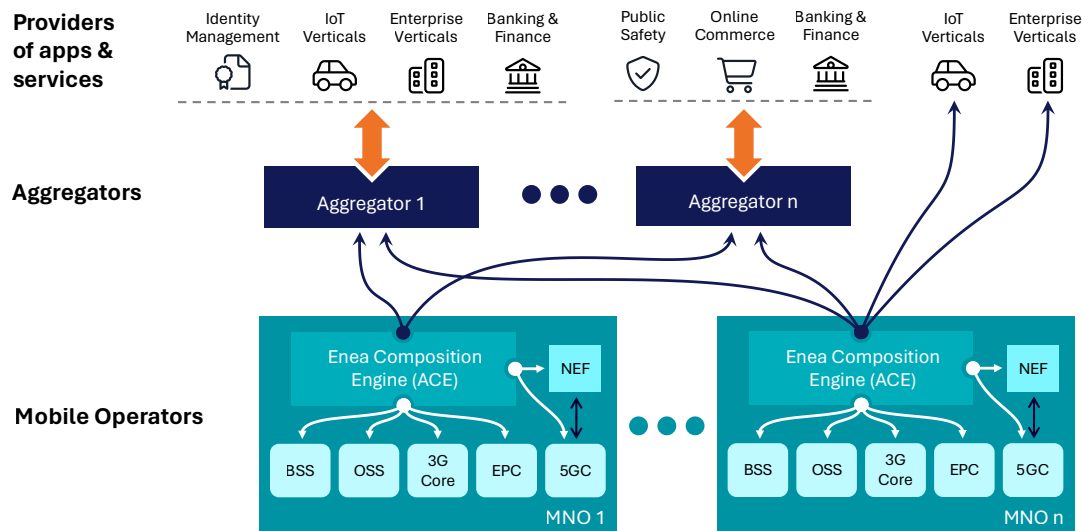 Providers
of apps &
services
Identity
Management
IoT
Verticals
Enterprise
Verticals
Banking &
Finance
Public
Safety
Online
Commerce
Banking &
Finance
IoT
Verticals
Enterprise
Verticals
Aggregators
Aggregator 1
Aggregator n
Mobile Operators
Enea Composition
Engine (ACE)
NEF
BSS
OSS
3G
Core
EPC
5GC
MNO 1
Enea Composition
Engine (ACE)
NEF
BSS
OSS
3G
Core
EPC
5GC
MNO n